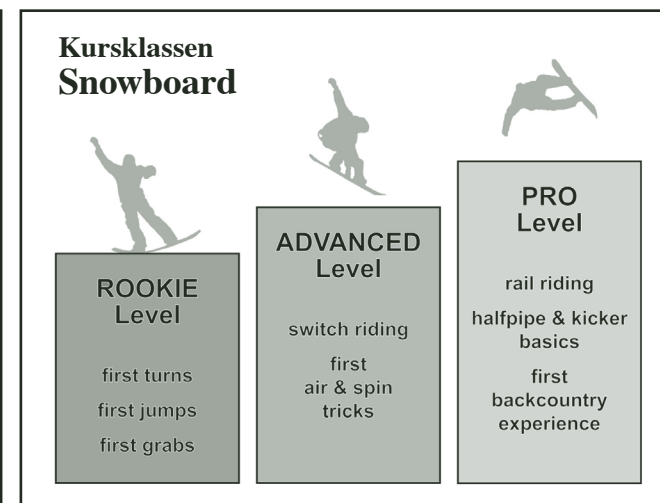 Kursklassen
Snowboard
ROOKIE
Level
first turns
first jumps
first grabs
ADVANCED
Level
switch riding
first
air & spin
tricks
PRO
Level
rail riding
halfpipe & kicker
basics
first
backcountry
experience